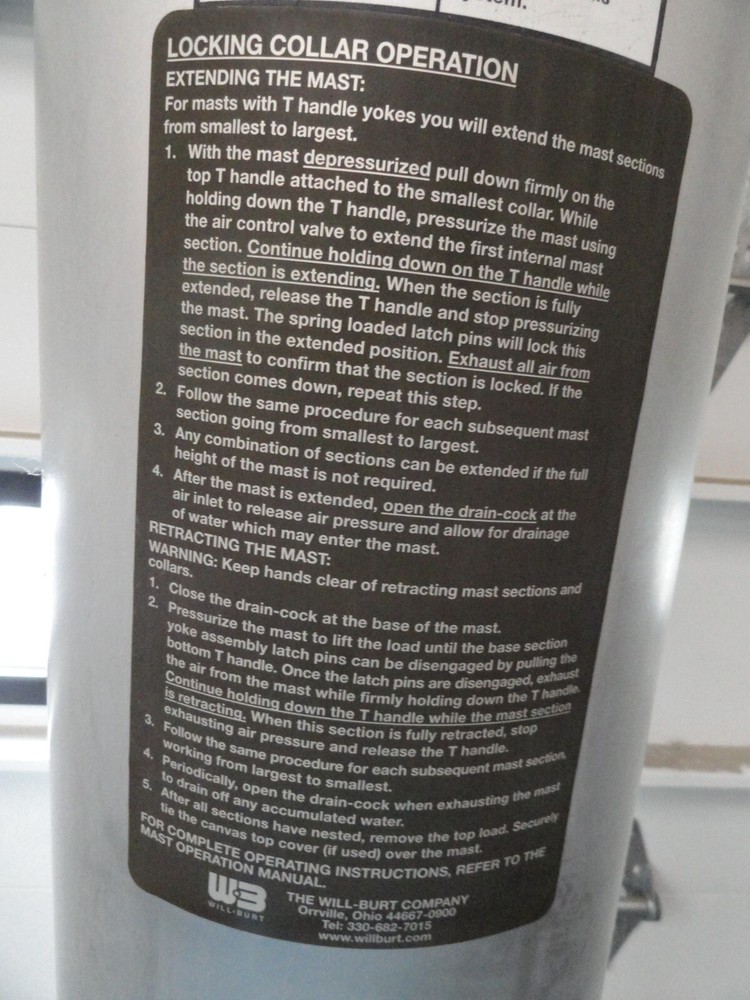 LOCKING COLLAR OPERATION
EXTENDING THE MAST:
For masts with T handle yokes you will extend the mast sections
from smallest to largest.
1. With the mast depressurized pull down firmly on the
top T handle attached to the smallest collar. While
holding down the T handle, pressurize the mast using
the air control valve to extend the first internal mast
section. Continue holding down on the T handle while
the section is extending. When the section is fully
extended, release the T handle and stop pressurizing
the mast. The spring loaded latch pins will lock this
section in the extended position. Exhaust all air from
the mast to confirm that the section is locked. If the
section comes down, repeat this step.
2. Follow the same procedure for each subsequent mast
section going from smallest to largest.
3. Any combination of sections can be extended if the full
height of the mast is not required.
4. After the mast is extended, open the drain-cock at the
air inlet to release air pressure and allow for drainage
of water which may enter the mast.
RETRACTING THE MAST:
WARNING: Keep hands clear of retracting mast sections and
collars.
1. Close the drain-cock at the base of the mast.
2. Pressurize the mast to lift the load until the base section
yoke assembly latch pins can be disengaged by pulling the
bottom T handle. Once the latch pins are disengaged, exhaust
the air from the mast while firmly holding down the T handle.
Continue holding down the T handle while the mast section
is retracting. When this section is fully retracted, stop
exhausting air pressure and release the T handle.
3. Follow the same procedure for each subsequent mast section,
working from largest to smallest.
4. Periodically, open the drain-cock when exhausting the mast
to drain off any accumulated water.
5. After all sections have nested, remove the top load. Securely
tie the canvas top cover (if used) over the mast.
FOR COMPLETE OPERATING INSTRUCTIONS, REFER TO THE
MAST OPERATION MANUAL.
WB
WILL-BURT
THE WILL-BURT COMPANY
Orrville, Ohio 44667-0900
Tel: 330-682-7015
www.willburt.com